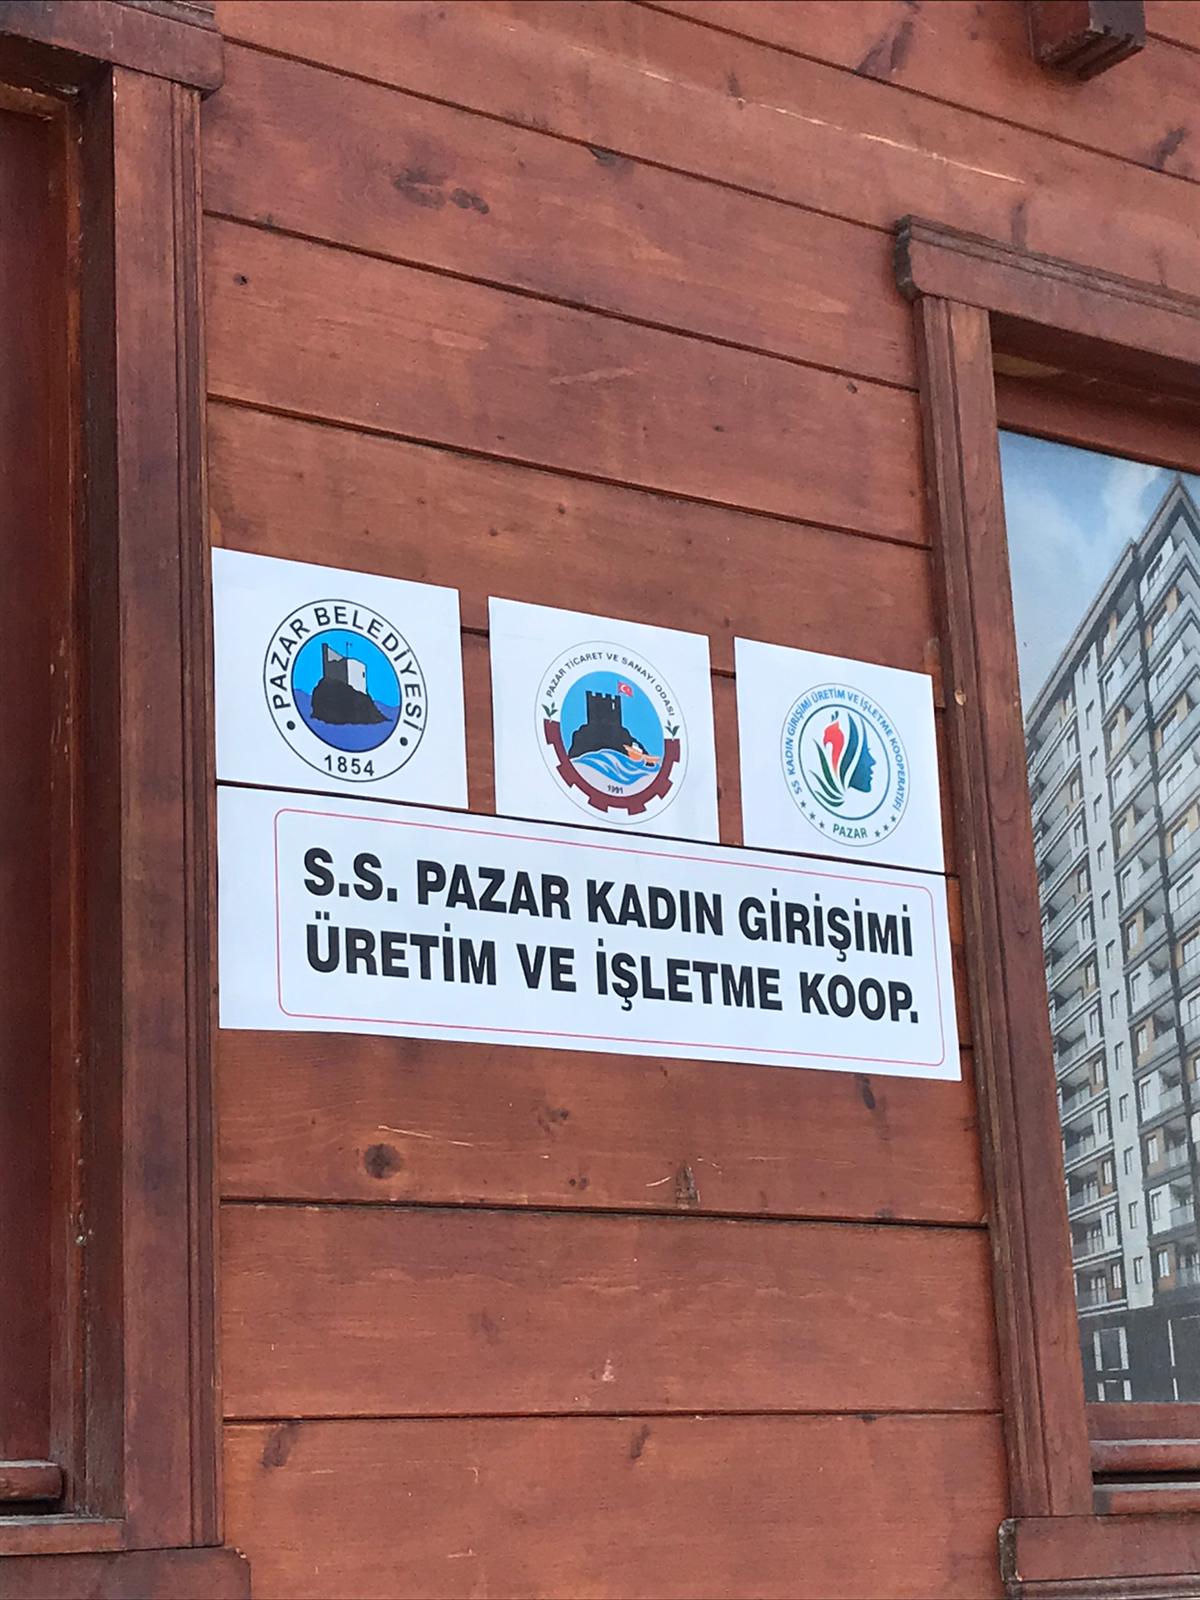 PAZAR BELEDİYESİ
1854
PAZAR TİCARET VE SANAYİ ODASI
1991
SS KADIN GİRİŞİMİ ÜRETİM VE İŞLETME KOOPERATİFİ
PAZAR
S.S. PAZAR KADIN GİRİŞİMİ
ÜRETİM VE İŞLETME KOOP.